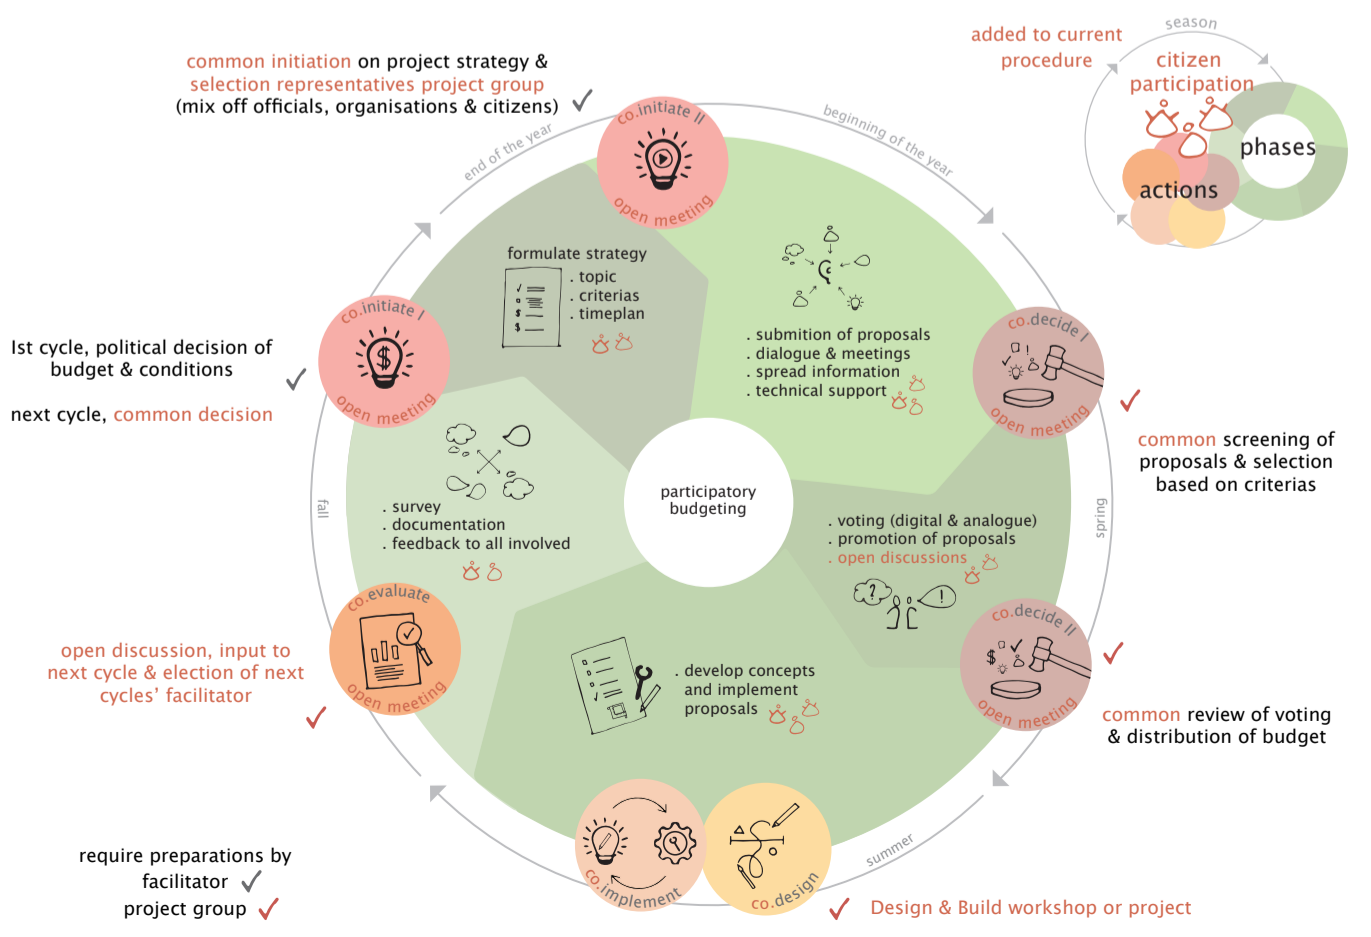 common initiation on project strategy &
selection representatives project group
(mix off officials, organisations & citizens)
added to current
procedure
season
citizen
participation
phases
actions
end of the year
beginning of the year
co.initiate II
open meeting
formulate strategy
. topic
. criterias
. timeplan
co.initiate I
$
open meeting
Ist cycle, political decision of
budget & conditions
next cycle, common decision
. submition of proposals
. dialogue & meetings
. spread information
. technical support
co.decide I
open meeting
common screening of
proposals & selection
based on criterias
participatory
budgeting
. survey
. documentation
. feedback to all involved
fall
spring
. voting (digital & analogue)
. promotion of proposals
. open discussions
? !
co.evaluate
open meeting
open discussion, input to
next cycle & election of next
cycles’ facilitator
co.decide II
$
open meeting
common review of voting
& distribution of budget
. develop concepts
and implement
proposals
summer
co.implement
co.design
Design & Build workshop or project
require preparations by
facilitator
project group